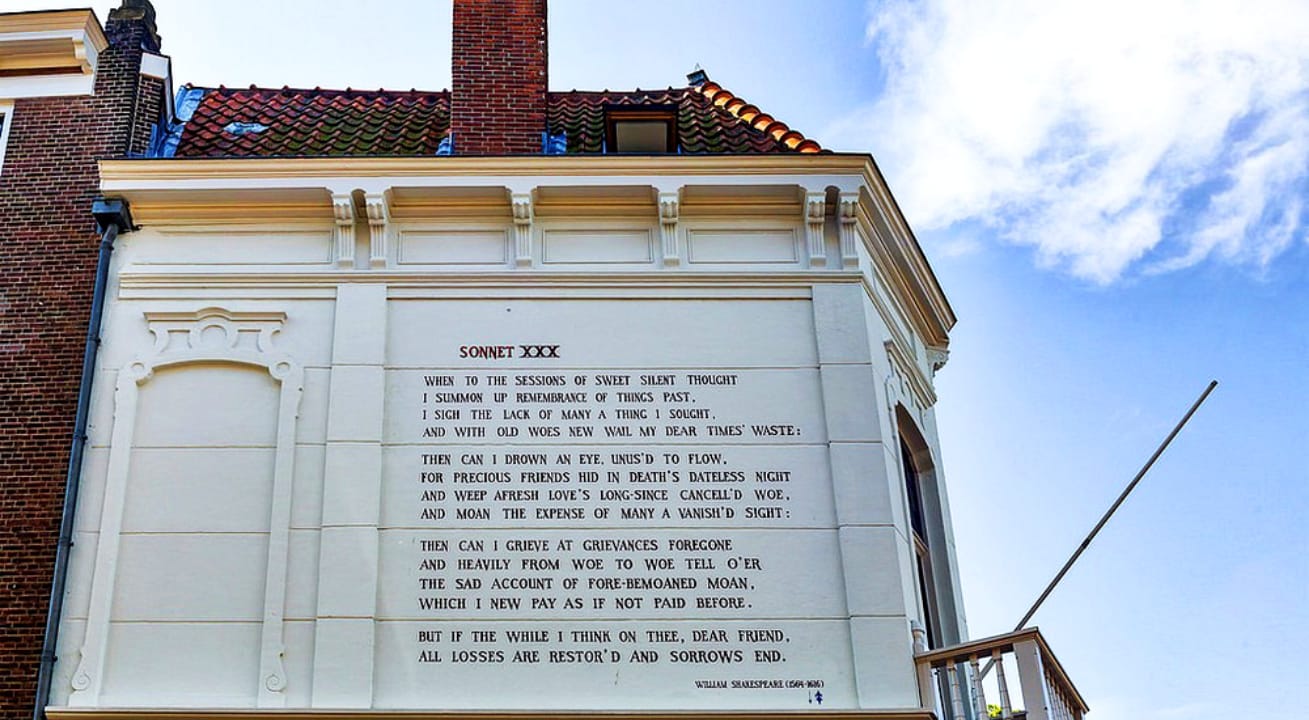 SONNET XXX
WHEN TO THE SESSIONS OF SWEET SILENT THOUGHT
I SUMMON UP REMEMBRANCE OF THINGS PAST,
I SIGH THE LACK OF MANY A THING I SOUGHT,
AND WITH OLD WOES NEW WAIL MY DEAR TIMES' WASTE:
THEN CAN I DROWN AN EYE, UNUS'D TO FLOW,
FOR PRECIOUS FRIENDS HID IN DEATH'S DATELESS NIGHT
AND WEEP AFRESH LOVE'S LONG-SINCE CANCELL'D WOE,
AND MOAN THE EXPENSE OF MANY A VANISH'D SIGHT:
THEN CAN I GRIEVE AT GRIEVANCES FOREGONE
AND HEAVILY FROM WOE TO WOE TELL O'ER
THE SAD ACCOUNT OF FORE-BEMOANED MOAN,
WHICH I NEW PAY AS IF NOT PAID BEFORE.
BUT IF THE WHILE I THINK ON THEE, DEAR FRIEND,
ALL LOSSES ARE RESTOR'D AND SORROWS END.
WILLIAM SHAKESPEARE (1564-1616)